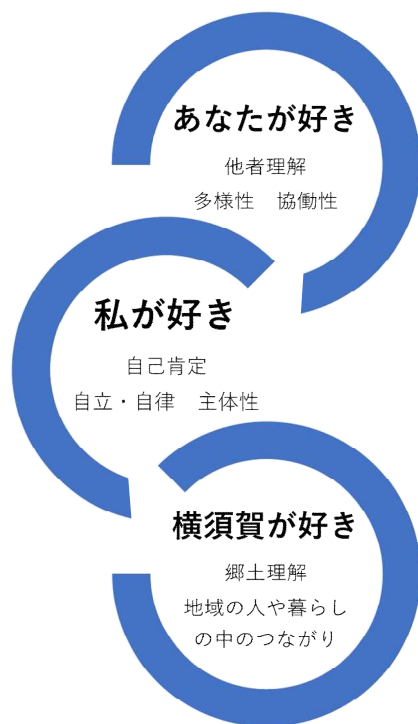 あなたが好き
他者理解
多様性　協働性
私が好き
自己肯定
自立・自律　主体性
横須賀が好き
郷土理解
地域の人や暮らし
の中のつながり